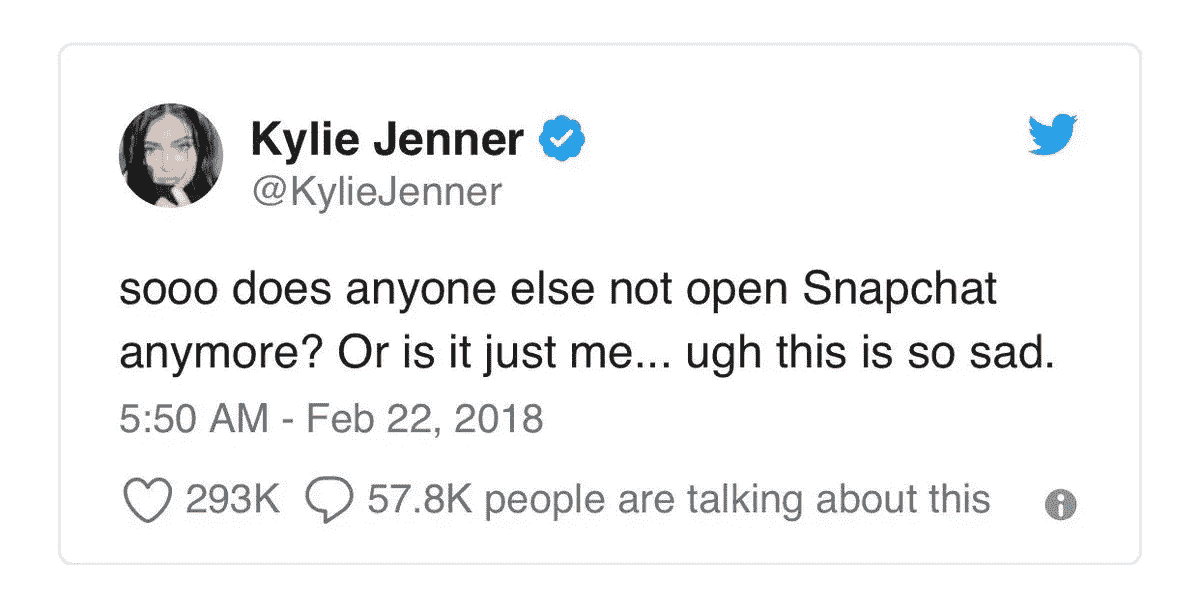 Kylie Jenner
@KylieJenner
sooo does anyone else not open Snapchat
anymore? Or is it just me... ugh this is so sad.
5:50 AM - Feb 22, 2018
293K 57.8K people are talking about this